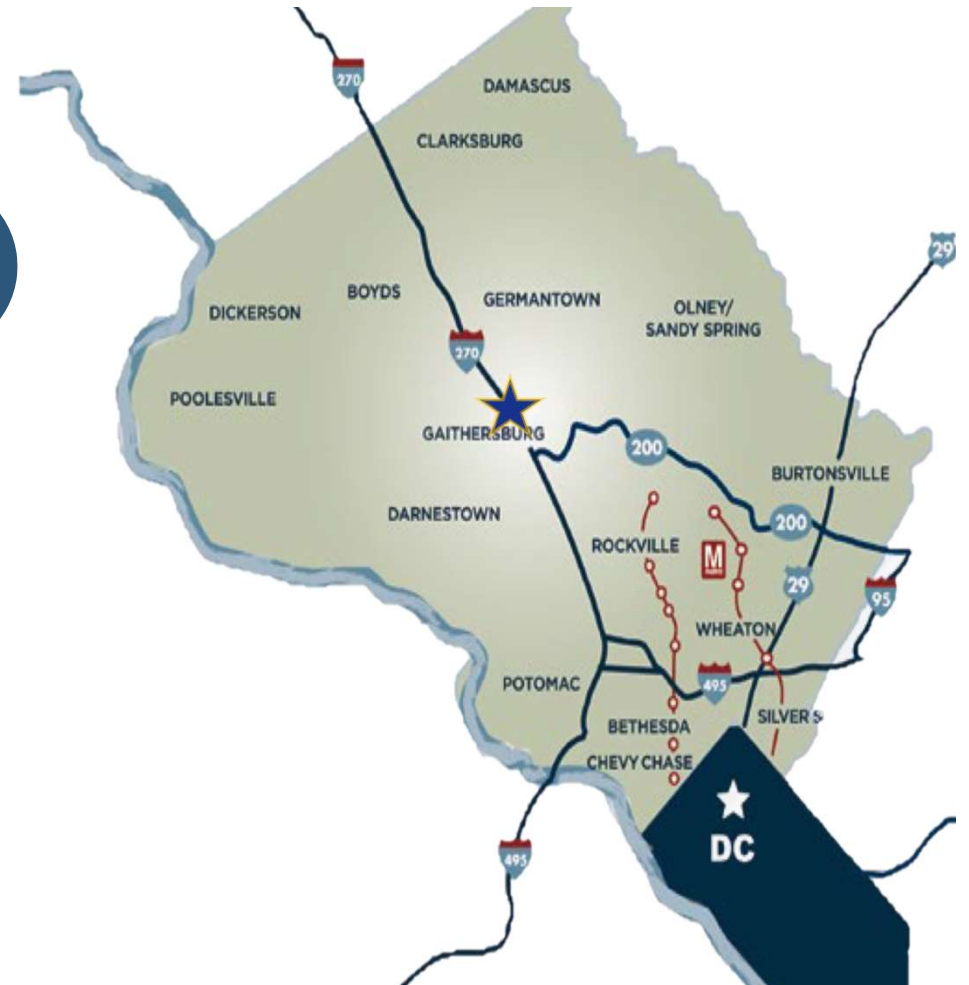 270
DAMASCUS
CLARKSBURG
29
BOYDS
GERMANTOWN
DICKERSON
OLNEY/
SANDY SPRING
270
POOLESVILLE
GAITHERSBURG
200
BURTONSVILLE
DARNESTOWN
200
ROCKVILLE
M
29
95
WHEATON
POTOMAC
495
SILVER S
BETHESDA
CHEVY CHASE
DC
495